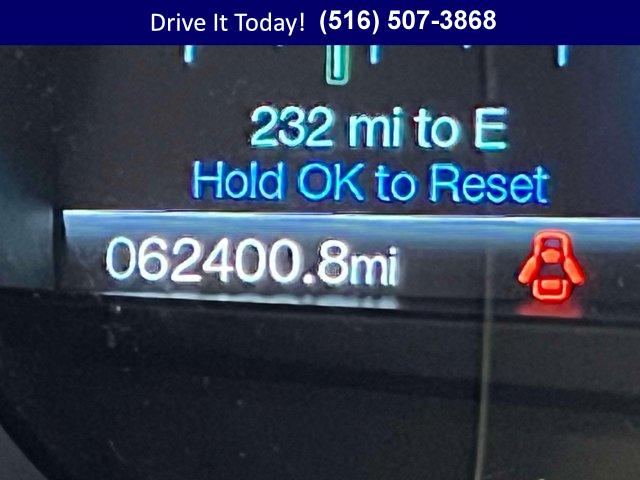 Drive It Today! (516) 507-3868
232 mi to E
Hold OK to Reset
062400.8mi